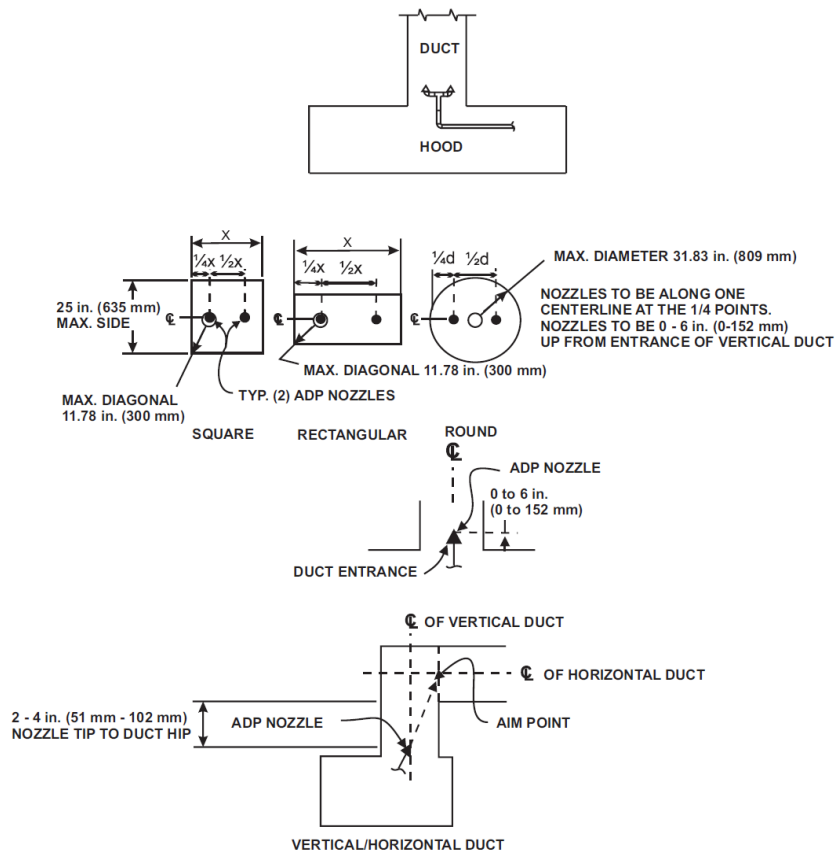 DUCT
HOOD
X
X
¼x ½x
¼x
½x
¼d
½d
MAX. DIAMETER 31.83 in. (809 mm)
25 in. (635 mm)
MAX. SIDE
℄
℄
℄
NOZZLES TO BE ALONG ONE
CENTERLINE AT THE 1/4 POINTS.
NOZZLES TO BE 0 - 6 in. (0-152 mm)
UP FROM ENTRANCE OF VERTICAL DUCT
MAX. DIAGONAL 11.78 in. (300 mm)
MAX. DIAGONAL
11.78 in. (300 mm)
TYP. (2) ADP NOZZLES
SQUARE
RECTANGULAR
ROUND
℄
ADP NOZZLE
0 to 6 in.
(0 to 152 mm)
DUCT ENTRANCE
℄ OF VERTICAL DUCT
℄ OF HORIZONTAL DUCT
2 - 4 in. (51 mm - 102 mm)
NOZZLE TIP TO DUCT HIP
ADP NOZZLE
AIM POINT
VERTICAL/HORIZONTAL DUCT